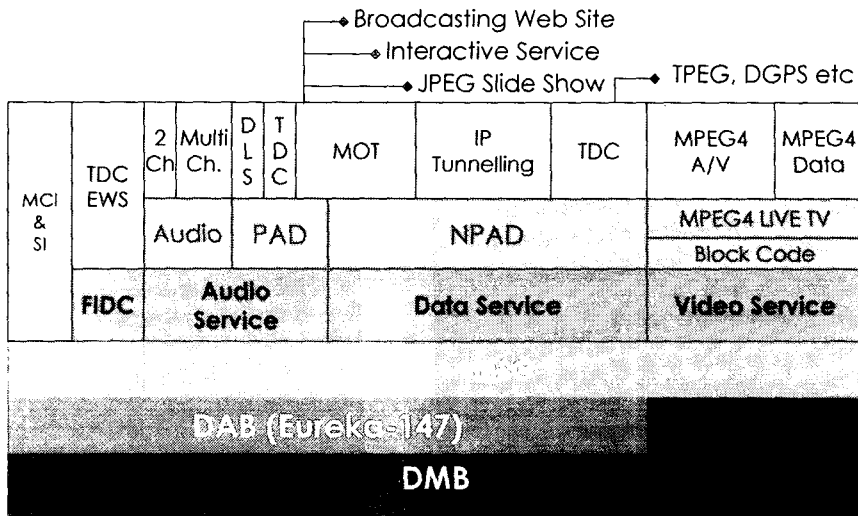 Broadcasting Web Site
Interactive Service
JPEG Slide Show
TPEG, DGPS etc
MCI
&
SI
TDC
EWS
2
Ch
Multi
Ch.
D
L
S
T
D
C
MOT
IP
Tunnelling
TDC
MPEG4
A/V
MPEG4
Data
Audio
PAD
NPAD
MPEG4 LIVE TV
Block Code
FIDC
Audio
Service
Data Service
Video Service
DAB (Eureka-147)
DMB